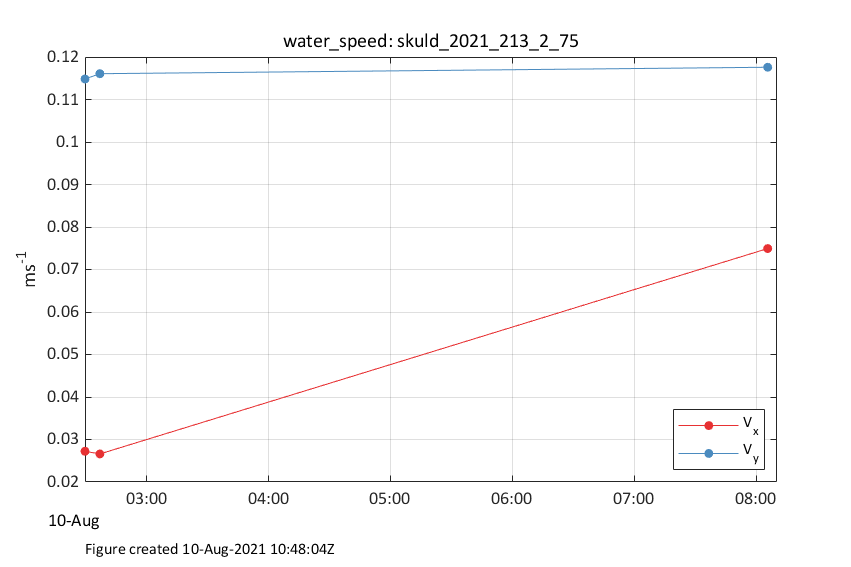 water_speed: skuld_2021_213_2_75
0.12
0.11
0.1
0.09
0.08
0.07
0.06
0.05
0.04
0.03
0.02
ms-1
Vx
Vy
03:00 04:00 05:00 06:00 07:00 08:00
10-Aug
Figure created 10-Aug-2021 10:48:04Z